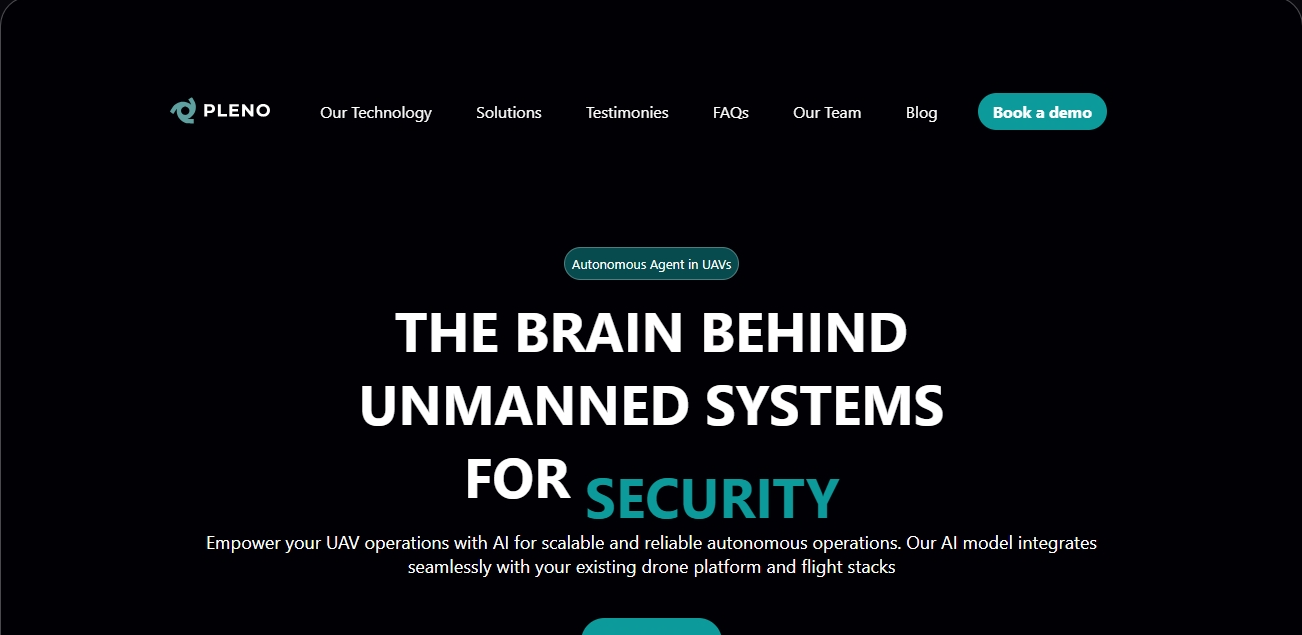 PLENO
Our Technology
Solutions
Testimonies
FAQs
Our Team
Blog
Book a demo
Autonomous Agent in UAVs
THE BRAIN BEHIND
UNMANNED SYSTEMS
FOR SECURITY
Empower your UAV operations with AI for scalable and reliable autonomous operations. Our AI model integrates
seamlessly with your existing drone platform and flight stacks